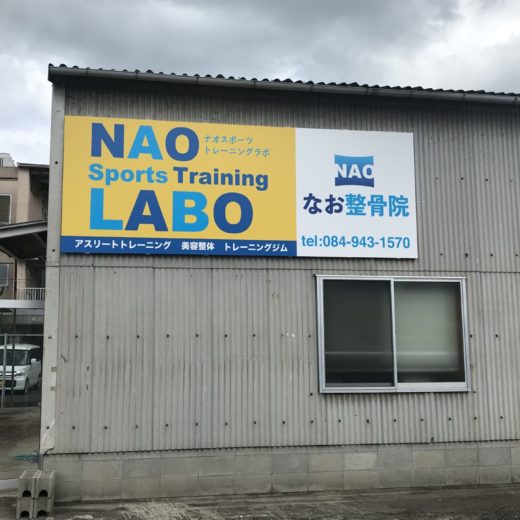 NAO
ナオスポーツ
トレーニングラボ
Sports Training
LABO
アスリートトレーニング 美容整体 トレーニングジム
NAO
なお整骨院
tel:084-943-1570